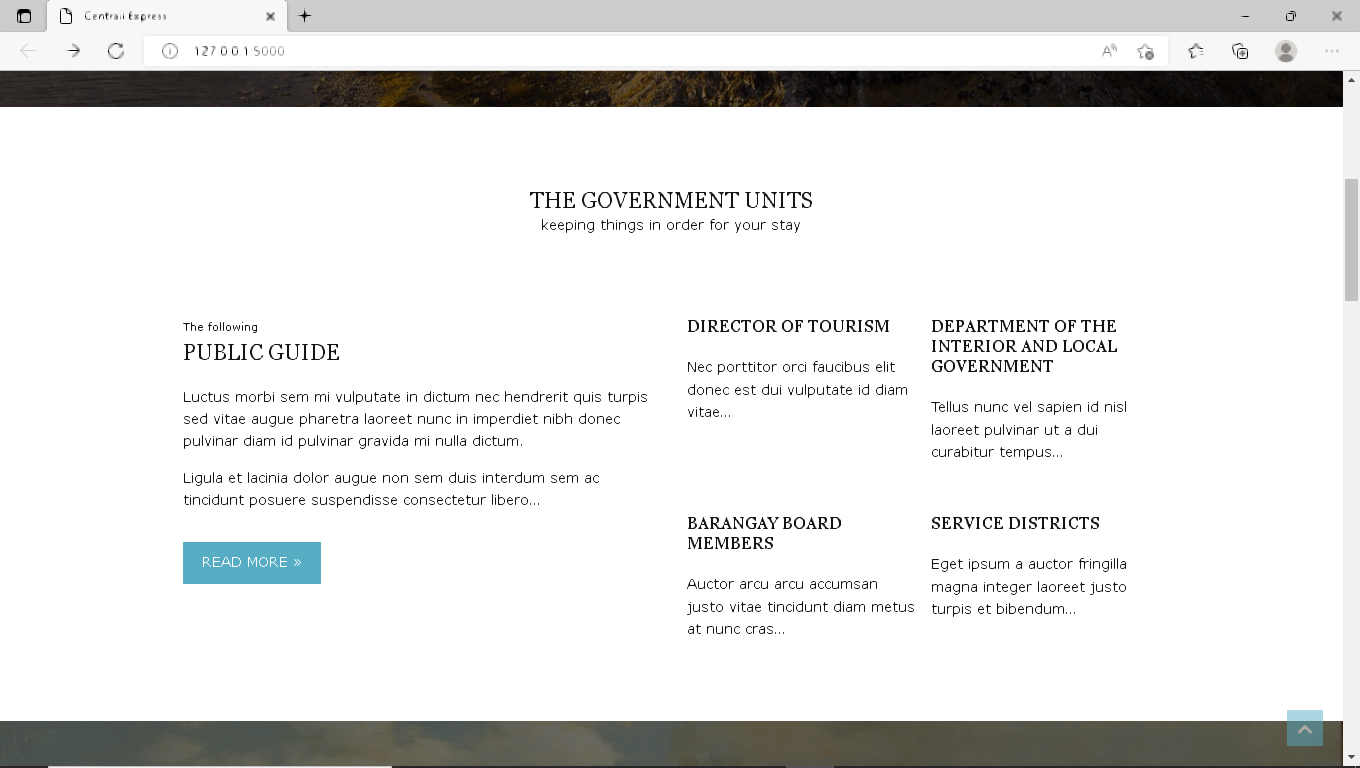 Centrail Express
127.0.0.1:5000
THE GOVERNMENT UNITS
keeping things in order for your stay
The following
PUBLIC GUIDE
Luctus morbi sem mi vulputate in dictum nec hendrerit quis turpis
sed vitae augue pharetra laoreet nunc in imperdiet nibh donec
pulvinar diam id pulvinar gravida mi nulla dictum.
Ligula et lacinia dolor augue non sem duis interdum sem ac
tincidunt posuere suspendisse consectetur libero...
READ MORE »
DIRECTOR OF TOURISM
Nec porttitor orci faucibus elit
donec est dui vulputate id diam
vitae...
DEPARTMENT OF THE
INTERIOR AND LOCAL
GOVERNMENT
Tellus nunc vel sapien id nisl
laoreet pulvinar ut a dui
curabitur tempus...
BARANGAY BOARD
MEMBERS
Auctor arcu arcu accumsan
justo vitae tincidunt diam metus
at nunc cras...
SERVICE DISTRICTS
Eget ipsum a auctor fringilla
magna integer laoreet justo
turpis et bibendum...